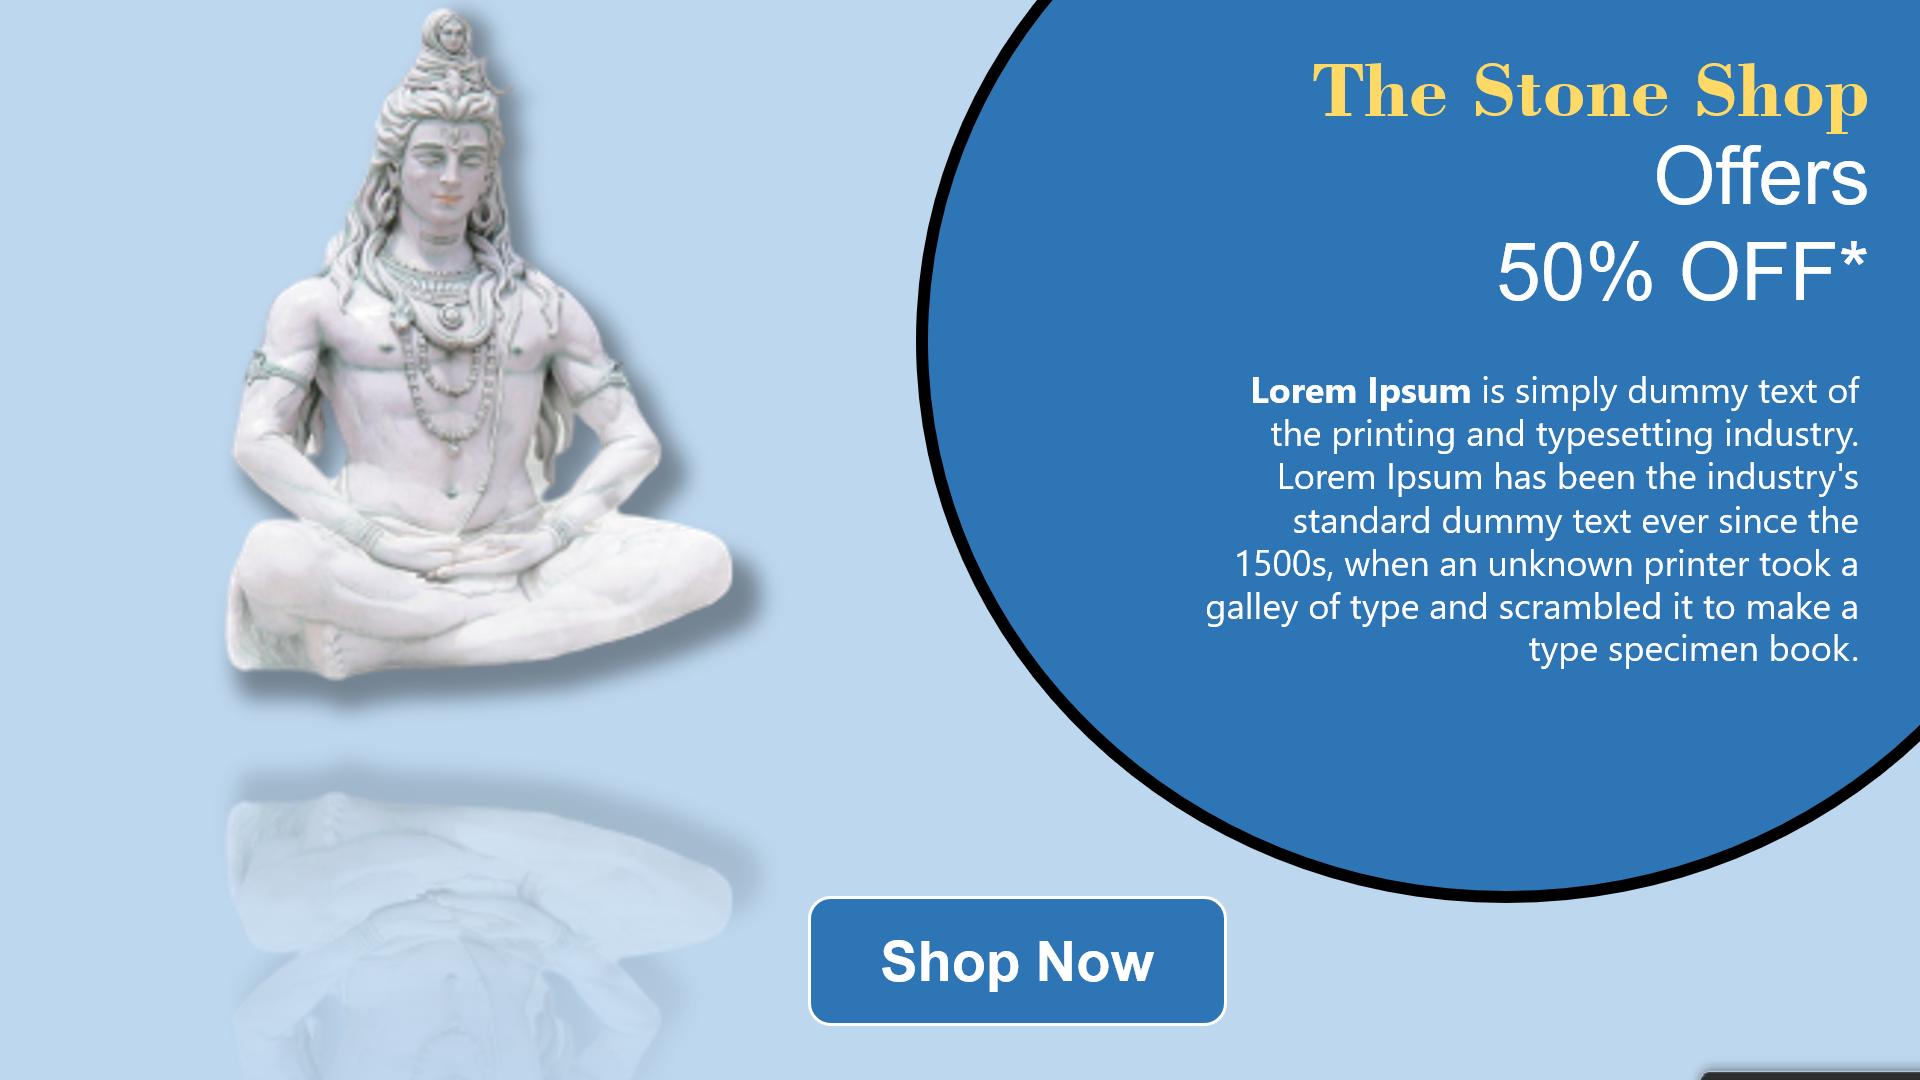 The Stone Shop
Offers
50% OFF*
Lorem Ipsum is simply dummy text of
the printing and typesetting industry.
Lorem Ipsum has been the industry's
standard dummy text ever since the
1500s, when an unknown printer took a
galley of type and scrambled it to make a
type specimen book.
Shop Now